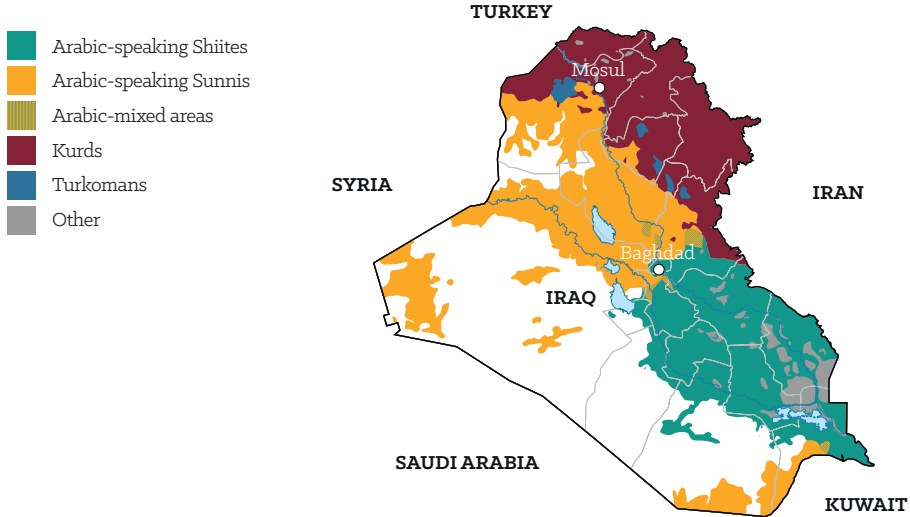 TURKEY
Arabic-speaking Shiites
Arabic-speaking Sunnis
Arabic-mixed areas
Kurds
Turkomans
Other
Mosul
SYRIA
IRAN
Baghdad
IRAQ
SAUDI ARABIA
KUWAIT